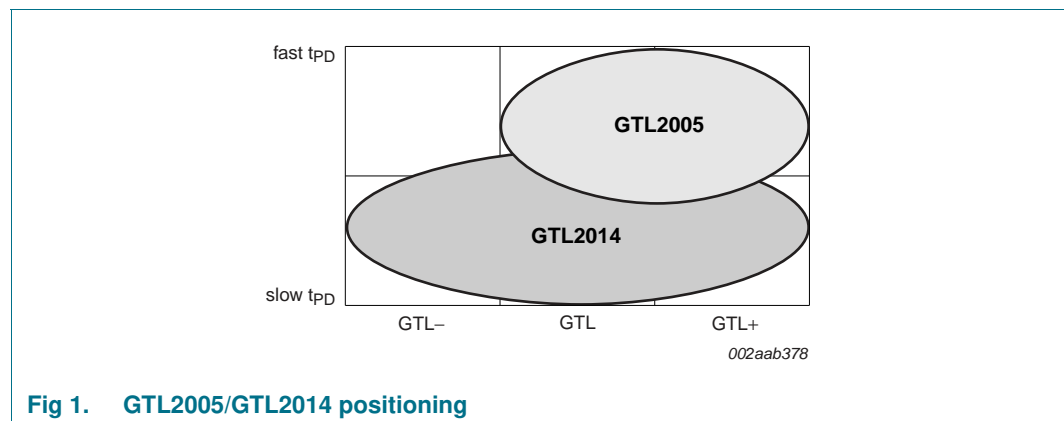 fast tPD
GTL2005
GTL2014
slow tPD
GTL− GTL GTL+
002aab378
Fig 1. GTL2005/GTL2014 positioning